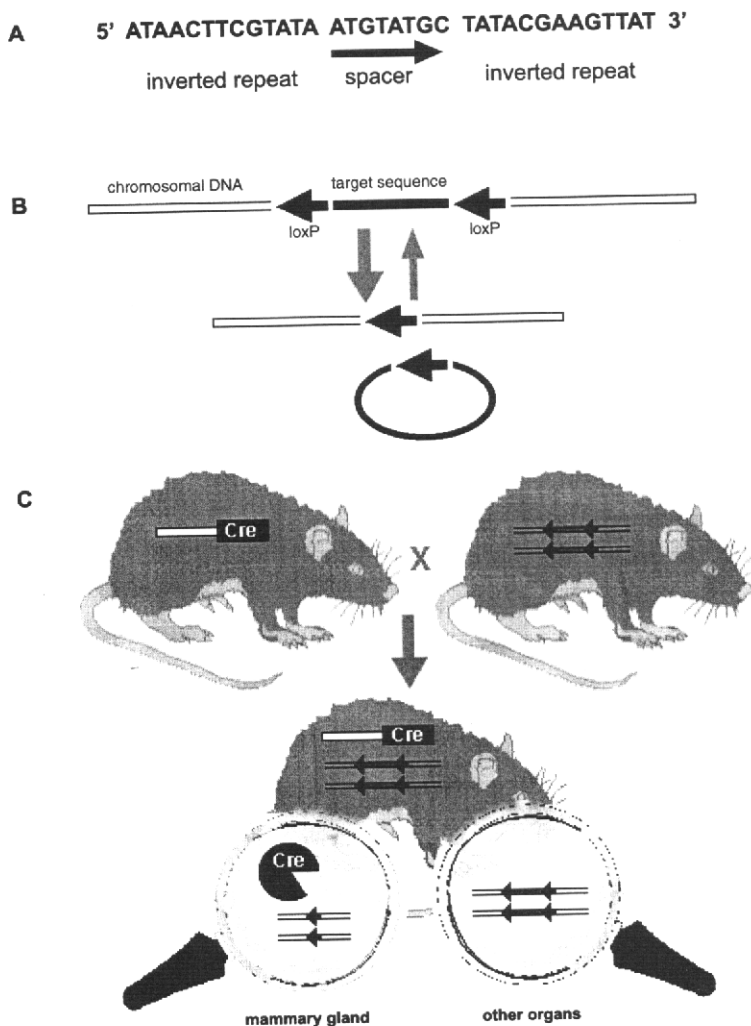 A 5' ATAACTTCGTATA ATGTATGC TATACGAAGTTAT 3'
inverted repeat spacer inverted repeat
B
chromosomal DNA target sequence
loxP loxP
C
Cre
X
Cre
Cre
mammary gland other organs